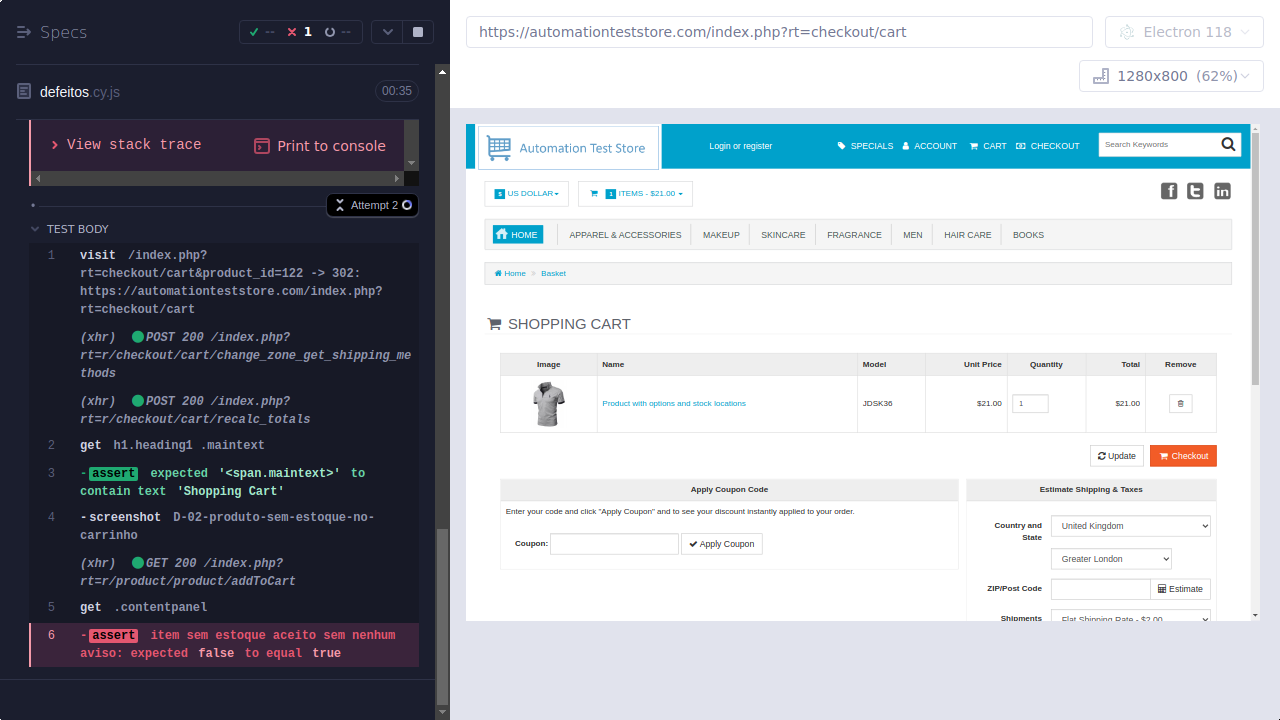 Specs
-- 1 --
defeitos.cy.js 00:35
View stack trace Print to console
Attempt 2
TEST BODY
1 visit /index.php?
rt=checkout/cart&product_id=122 -> 302:
https://automationteststore.com/index.php?
rt=checkout/cart
(xhr) POST 200 /index.php?
rt=r/checkout/cart/change_zone_get_shipping_me
thods
(xhr) POST 200 /index.php?
rt=r/checkout/cart/recalc_totals
2 get h1.heading1 .maintext
3 -assert expected '<span.maintext>' to
contain text 'Shopping Cart'
4 -screenshot D-02-produto-sem-estoque-no-
carrinho
(xhr) GET 200 /index.php?
rt=r/product/product/addToCart
5 get .contentpanel
6 -assert item sem estoque aceito sem nenhum
aviso: expected false to equal true
https://automationteststore.com/index.php?rt=checkout/cart
Electron 118
1280x800 (62%)
Automation Test Store
Login or register
SPECIALS ACCOUNT CART CHECKOUT
Search Keywords
$ US DOLLAR 1 ITEMS - $21.00
HOME APPAREL & ACCESSORIES MAKEUP SKINCARE FRAGRANCE MEN HAIR CARE BOOKS
Home Basket
SHOPPING CART
Image Name Model Unit Price Quantity Total Remove
Product with options and stock locations JDSK36 $21.00 1 $21.00
Update Checkout
Apply Coupon Code
Enter your code and click "Apply Coupon" and to see your discount instantly applied to your order.
Coupon: Apply Coupon
Estimate Shipping & Taxes
Country and
State
United Kingdom
Greater London
ZIP/Post Code Estimate
Shipments Flat Shipping Rate - $2.00